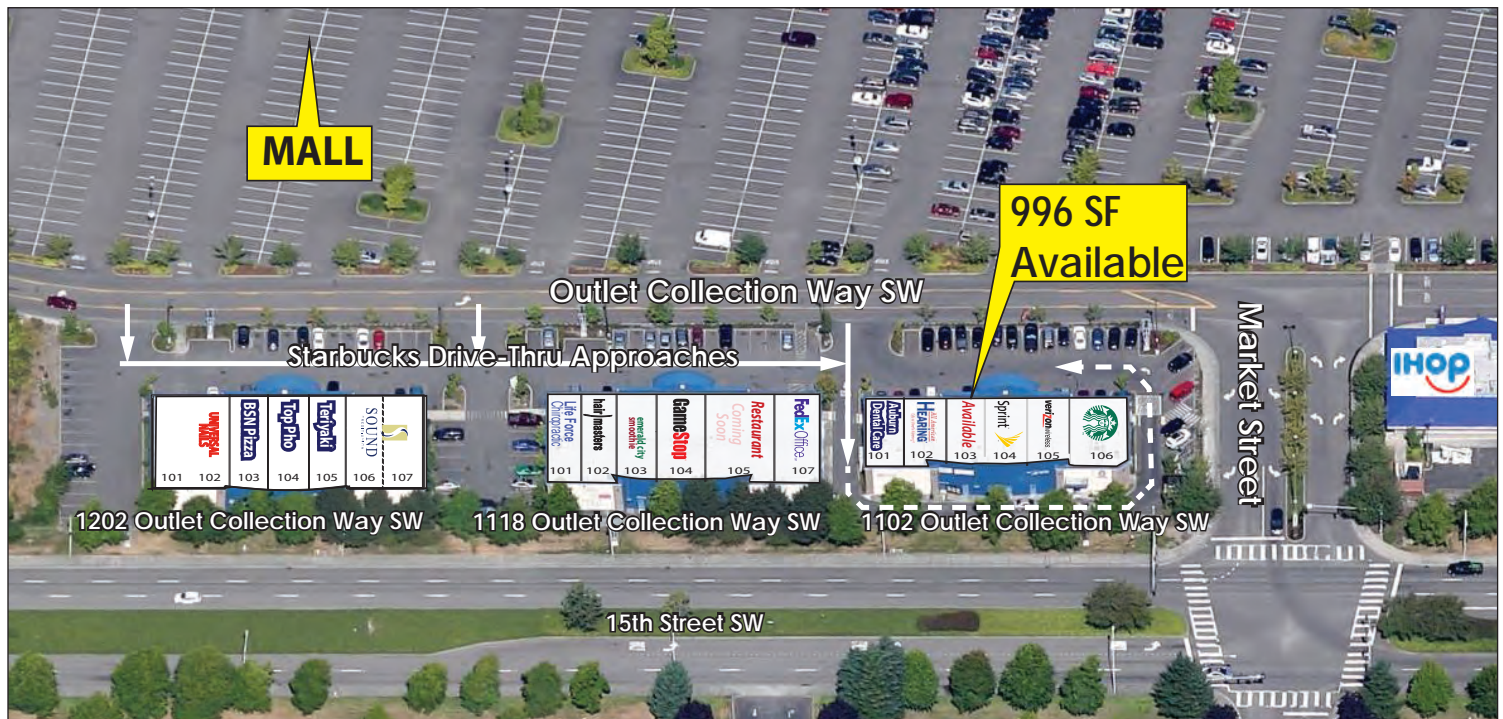 MALL
996 SF
Available
Outlet Collection Way SW
Market Street
IHOP
Starbucks Drive-Thru Approaches
UNIVERSAL
NAILS
BSN Pizza
Top Pho
Teriyaki
SOUND
101
102
103
104
105
106
107
1202 Outlet Collection Way SW
Life Force
Chiropractic
hair|masters
emerald city
smoothie
GameStop
Restaurant
Coming
Soon
FedEx Office.
101
102
103
104
105
107
1118 Outlet Collection Way SW
Auburn
Dental Care
All American
HEARING
Available
Sprint
verizon wireless
101
102
103
104
105
106
1102 Outlet Collection Way SW
15th Street SW